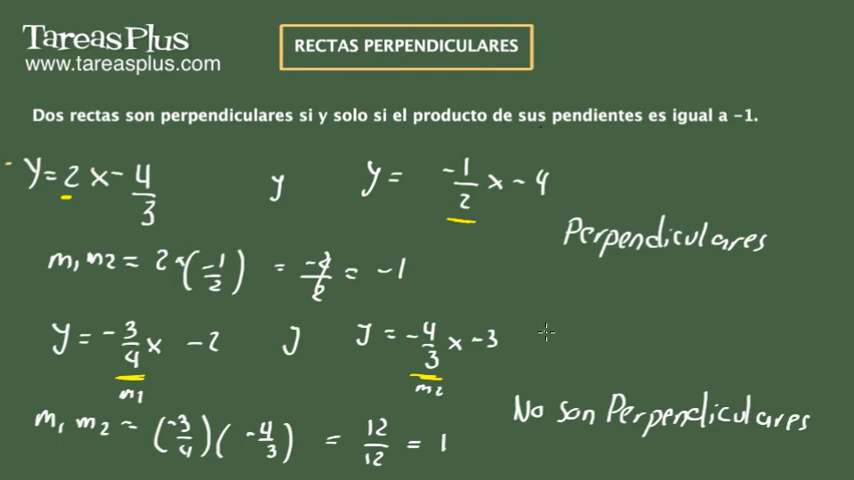 TareasPlus
www.tareasplus.com
RECTAS PERPENDICULARES
Dos rectas son perpendiculares si y solo si el producto de sus pendientes es igual a -1.
y = 2x - 4/3 y y = -1/2 x - 4
Perpendiculares
m1 m2 = 2 * (-1/2) = -2/2 = -1
y = -3/4 x - 2 y y = -4/3 x - 3
m1 m2
No son Perpendiculares
m1 m2 = (-3/4)(-4/3) = 12/12 = 1